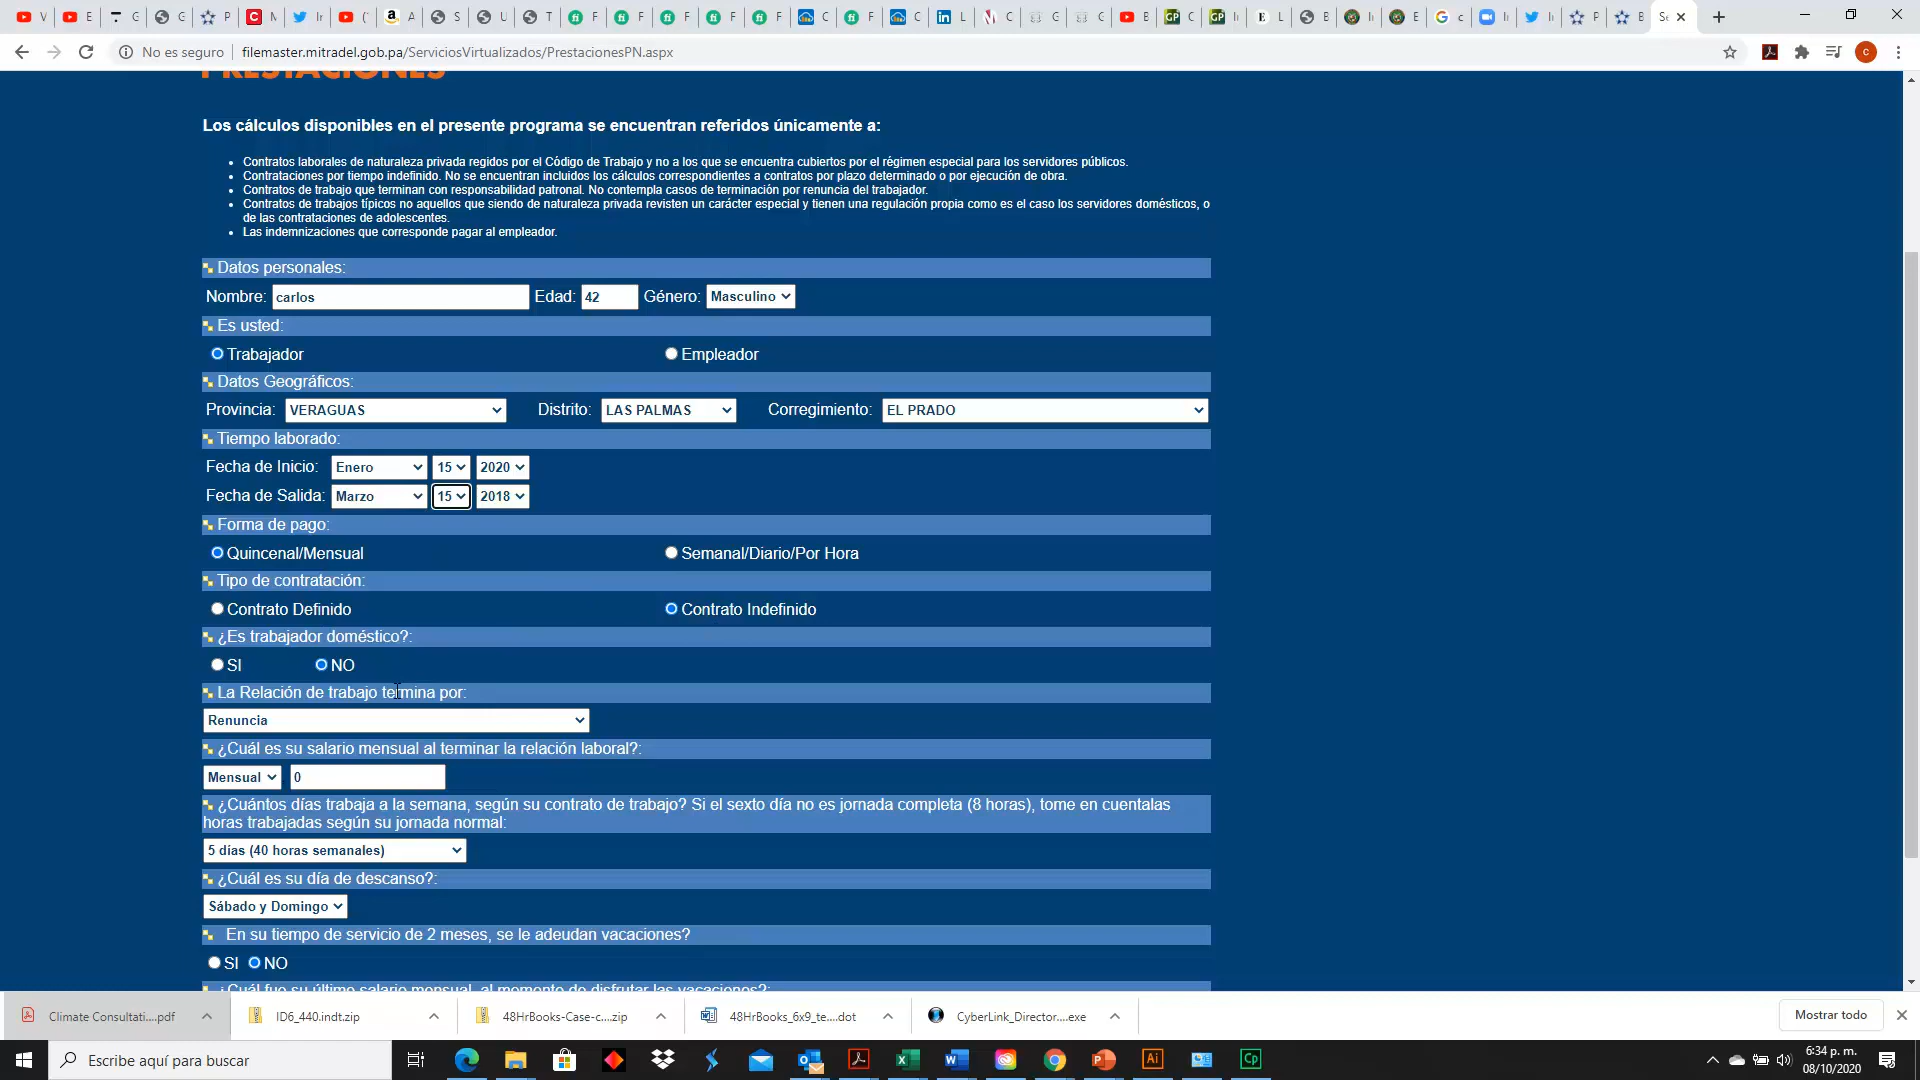 No es seguro filemaster.mitradel.gob.pa/ServiciosVirtualizados/PrestacionesPN.aspx
PRESTACIONES
Los cálculos disponibles en el presente programa se encuentran referidos únicamente a:
Contratos laborales de naturaleza privada regidos por el Código de Trabajo y no a los que se encuentra cubiertos por el régimen especial para los servidores públicos.
Contrataciones por tiempo indefinido. No se encuentran incluidos los cálculos correspondientes a contratos por plazo determinado o por ejecución de obra.
Contratos de trabajo que terminan con responsabilidad patronal. No contempla casos de terminación por renuncia del trabajador.
Contratos de trabajos típicos no aquellos que siendo de naturaleza privada revisten un carácter especial y tienen una regulación propia como es el caso los servidores domésticos, o
de las contrataciones de adolescentes.
Las indemnizaciones que corresponde pagar al empleador.
Datos personales:
Nombre: carlos Edad: 42 Género: Masculino
Es usted:
Trabajador Empleador
Datos Geográficos:
Provincia: VERAGUAS Distrito: LAS PALMAS Corregimiento: EL PRADO
Tiempo laborado:
Fecha de Inicio: Enero 15 2020
Fecha de Salida: Marzo 15 2018
Forma de pago:
Quincenal/Mensual Semanal/Diario/Por Hora
Tipo de contratación:
Contrato Definido Contrato Indefinido
¿Es trabajador doméstico?:
SI NO
La Relación de trabajo termina por:
Renuncia
¿Cuál es su salario mensual al terminar la relación laboral?:
Mensual 0
¿Cuántos días trabaja a la semana, según su contrato de trabajo? Si el sexto día no es jornada completa (8 horas), tome en cuentalas
horas trabajadas según su jornada normal:
5 días (40 horas semanales)
¿Cuál es su día de descanso?:
Sábado y Domingo
En su tiempo de servicio de 2 meses, se le adeudan vacaciones?
SI NO
¿Cuál fue su último salario mensual, al momento de disfrutar las vacaciones?:
Climate Consultati....pdf ID6_440.indt.zip 48HrBooks-Case-c....zip 48HrBooks_6x9_te....dot CyberLink_Director....exe Mostrar todo
Escribe aquí para buscar
6:34 p. m.
08/10/2020